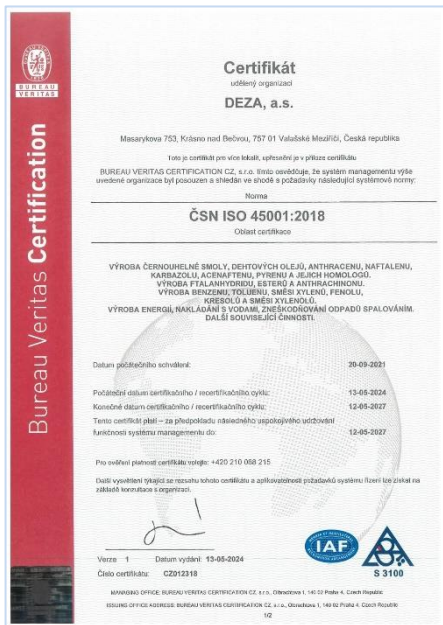 BUREAU
VERITAS
Bureau Veritas Certification
Certifikát
udělený organizaci
DEZA, a.s.
Masarykova 753, Krásno nad Bečvou, 757 01 Valašské Meziříčí, Česká republika
Toto je certifikát pro více lokalit, upřesnění je v příloze certifikátu
BUREAU VERITAS CERTIFICATION CZ, s.r.o. tímto osvědčuje, že systém managementu výše
uvedené organizace byl posouzen a shledán ve shodě s požadavky následující systémové normy:
Norma
ČSN ISO 45001:2018
Oblast certifikace
VÝROBA ČERNOUHELNÉ SMOLY, DEHTOVÝCH OLEJŮ, ANTHRACENU, NAFTALENU,
KARBAZOLU, ACENAFTENU, PYRENU A JEJICH HOMOLOGŮ.
VÝROBA FTALANHYDRIDU, ESTERŮ A ANTHRACHINONU.
VÝROBA BENZENU, TOLUENU, SMĚSI XYLENŮ, FENOLU,
KRESOLŮ A SMĚSI XYLENOLŮ.
VÝROBA ENERGIÍ, NAKLÁDÁNÍ S VODAMI, ZNEŠKODŇOVÁNÍ ODPADŮ SPALOVÁNÍM.
DALŠÍ SOUVISEJÍCÍ ČINNOSTI.
Datum počátečního schválení: 20-09-2021
Počáteční datum certifikačního / recertifikačního cyklu: 13-05-2024
Konečné datum certifikačního / recertifikačního cyklu: 12-05-2027
Tento certifikát platí – za předpokladu následného uspokojivého udržování
funkčnosti systému managementu do: 12-05-2027
Pro ověření platnosti certifikátu volejte: +420 210 088 215
Další vysvětlení týkající se rozsahu tohoto certifikátu a aplikovatelnosti požadavků systému řízení lze získat na
základě konzultace s organizací.
Verze 1 Datum vydání: 13-05-2024
Číslo certifikátu: CZ012318
IAF
S 3100
MANAGING OFFICE: BUREAU VERITAS CERTIFICATION CZ, s.r.o., Olbrachtova 1, 140 02 Praha 4, Czech Republic
ISSUING OFFICE ADDRESS: BUREAU VERITAS CERTIFICATION CZ, s.r.o., Olbrachtova 1, 140 02 Praha 4, Czech Republic
1/2